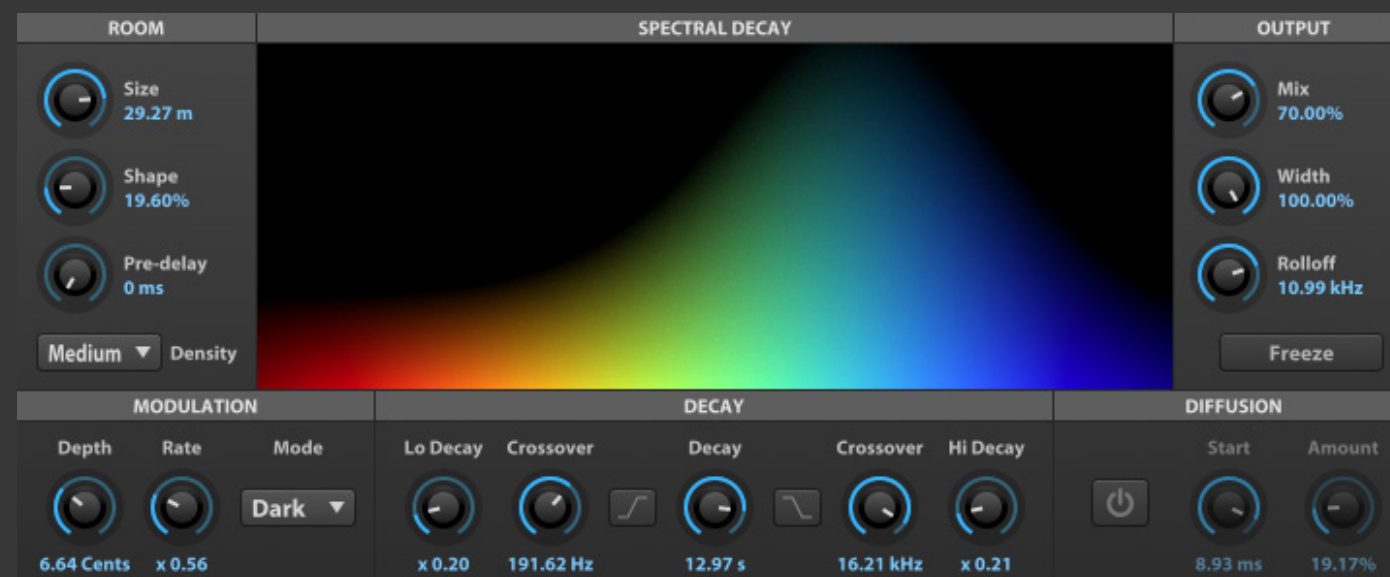 ROOM
SPECTRAL DECAY
OUTPUT
Size
29.27 m
Shape
19.60%
Pre-delay
0 ms
Medium
Density
Mix
70.00%
Width
100.00%
Rolloff
10.99 kHz
Freeze
MODULATION
DECAY
DIFFUSION
Depth
Rate
Mode
Lo Decay
Crossover
Decay
Crossover
Hi Decay
Start
Amount
Dark
6.64 Cents
x 0.56
x 0.20
191.62 Hz
12.97 s
16.21 kHz
x 0.21
8.93 ms
19.17%